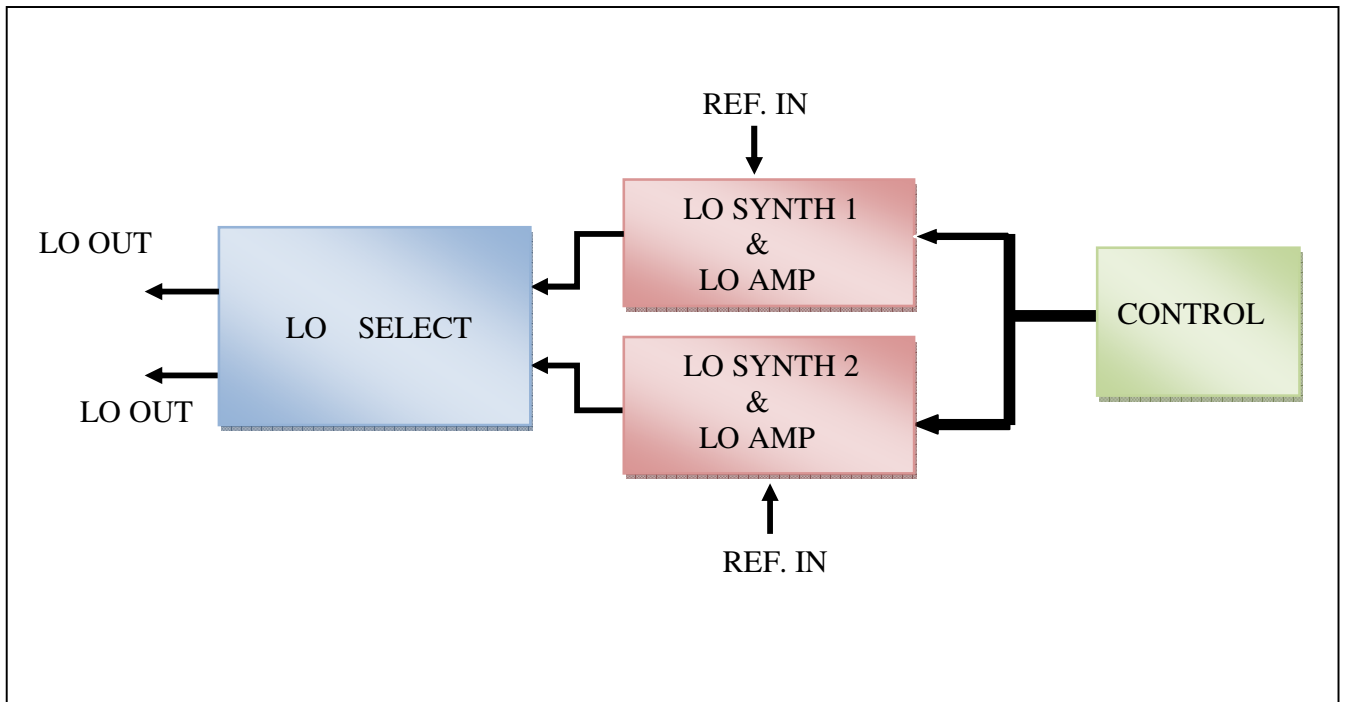 REF. IN
LO SYNTH 1
&
LO AMP
LO OUT
LO SELECT
CONTROL
LO SYNTH 2
&
LO AMP
LO OUT
REF. IN